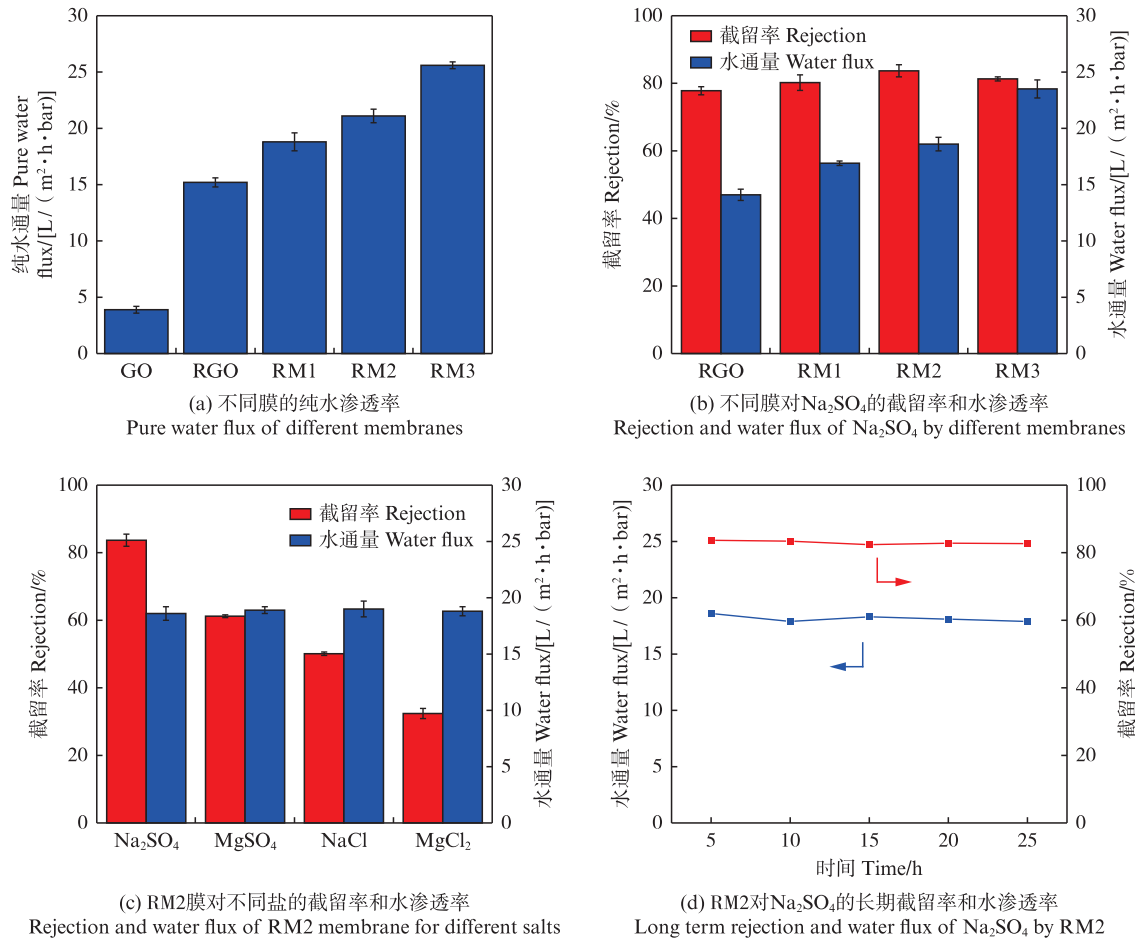 30
25
20
15
10
5
0
纯水通量 Pure water
flux/[L/（m²·h·bar)]
GO RGO RM1 RM2 RM3
(a) 不同膜的纯水渗透率
Pure water flux of different membranes
100
80
60
40
20
0
截留率 Rejection/%
截留率 Rejection
水通量 Water flux
30
25
20
15
10
5
0
水通量 Water flux/[L/（m²·h·bar)]
RGO RM1 RM2 RM3
(b) 不同膜对Na₂SO₄的截留率和水渗透率
Rejection and water flux of Na₂SO₄ by different membranes
100
80
60
40
20
0
截留率 Rejection/%
截留率 Rejection
水通量 Water flux
30
25
20
15
10
5
0
水通量 Water flux/[L/（m²·h·bar)]
Na₂SO₄ MgSO₄ NaCl MgCl₂
(c) RM2膜对不同盐的截留率和水渗透率
Rejection and water flux of RM2 membrane for different salts
30
25
20
15
10
5
0
水通量 Water flux/[L/（m²·h·bar)]
100
80
60
40
20
0
截留率 Rejection/%
5 10 15 20 25
时间 Time/h
(d) RM2对Na₂SO₄的长期截留率和水渗透率
Long term rejection and water flux of Na₂SO₄ by RM2